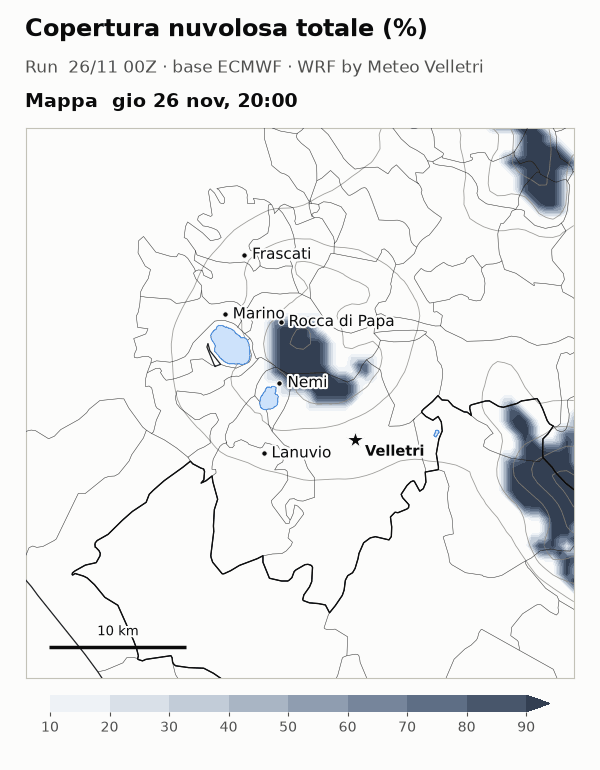 Copertura nuvolosa totale (%)
Run  26/11 00Z · base ECMWF · WRF by Meteo Velletri
Mappa  gio 26 nov, 20:00
Frascati
Marino
Rocca di Papa
Nemi
Velletri
Lanuvio
10 km
10 20 30 40 50 60 70 80 90